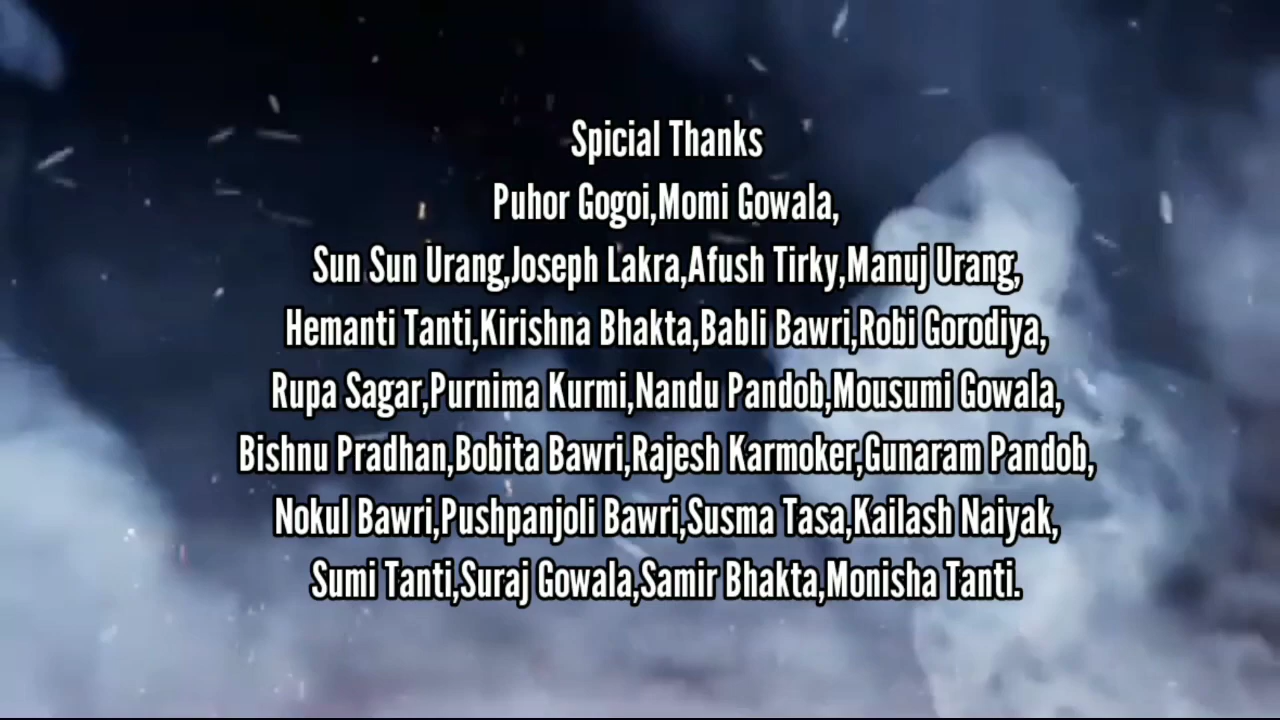 Spicial Thanks
Puhor Gogoi,Momi Gowala,
Sun Sun Urang,Joseph Lakra,Afush Tirky,Manuj Urang,
Hemanti Tanti,Kirishna Bhakta,Babli Bawri,Robi Gorodiya,
Rupa Sagar,Purnima Kurmi,Nandu Pandob,Mousumi Gowala,
Bishnu Pradhan,Bobita Bawri,Rajesh Karmoker,Gunaram Pandob,
Nokul Bawri,Pushpanjoli Bawri,Susma Tasa,Kailash Naiyak,
Sumi Tanti,Suraj Gowala,Samir Bhakta,Monisha Tanti.